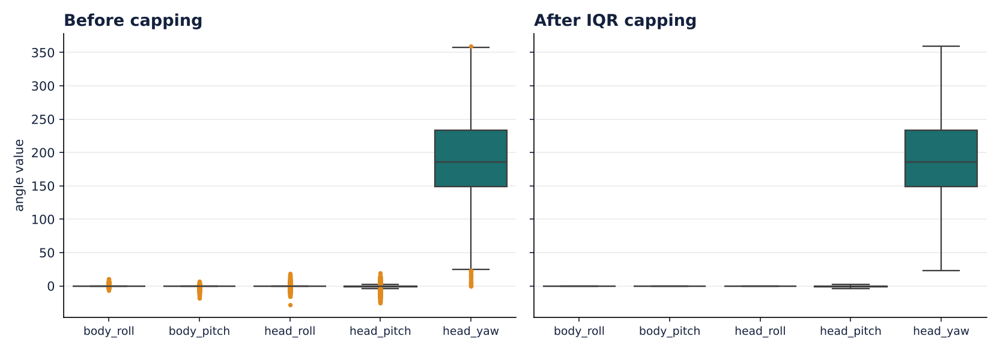 Before capping
After IQR capping
angle value
350
300
250
200
150
100
50
0
body_roll
body_pitch
head_roll
head_pitch
head_yaw
body_roll
body_pitch
head_roll
head_pitch
head_yaw